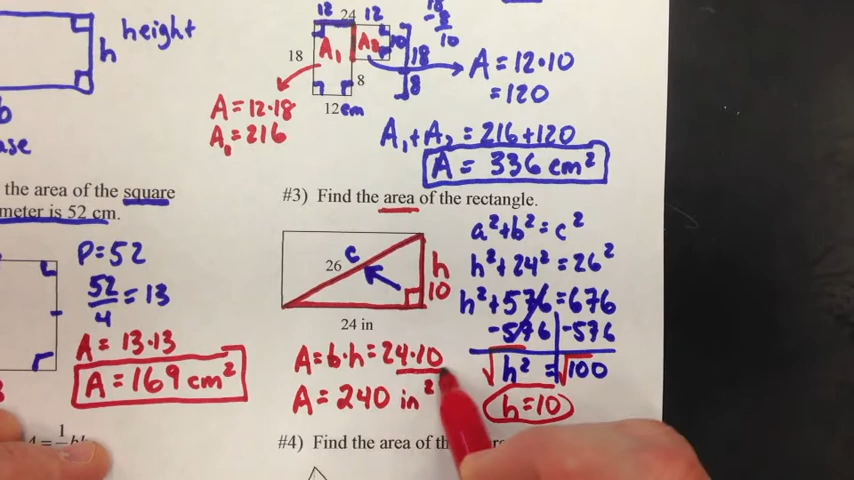 h height
b
ase
12 24 12
18 A₁ A₂ 10 18
8 8
12cm
18
-8
10
A = 12·10
= 120
A = 12·18
A₁ = 216
A₁+A₂ = 216+120
A = 336 cm²
the area of the square
meter is 52 cm.
P=52
52/4 = 13
A = 13·13
A = 169 cm²
#3) Find the area of the rectangle.
26 c h
10
24 in
a²+b²=c²
h²+24²=26²
h²+576=676
-576 -576
√h² = √100
h=10
A=b·h=24·10
A= 240 in²
#4) Find the area of th